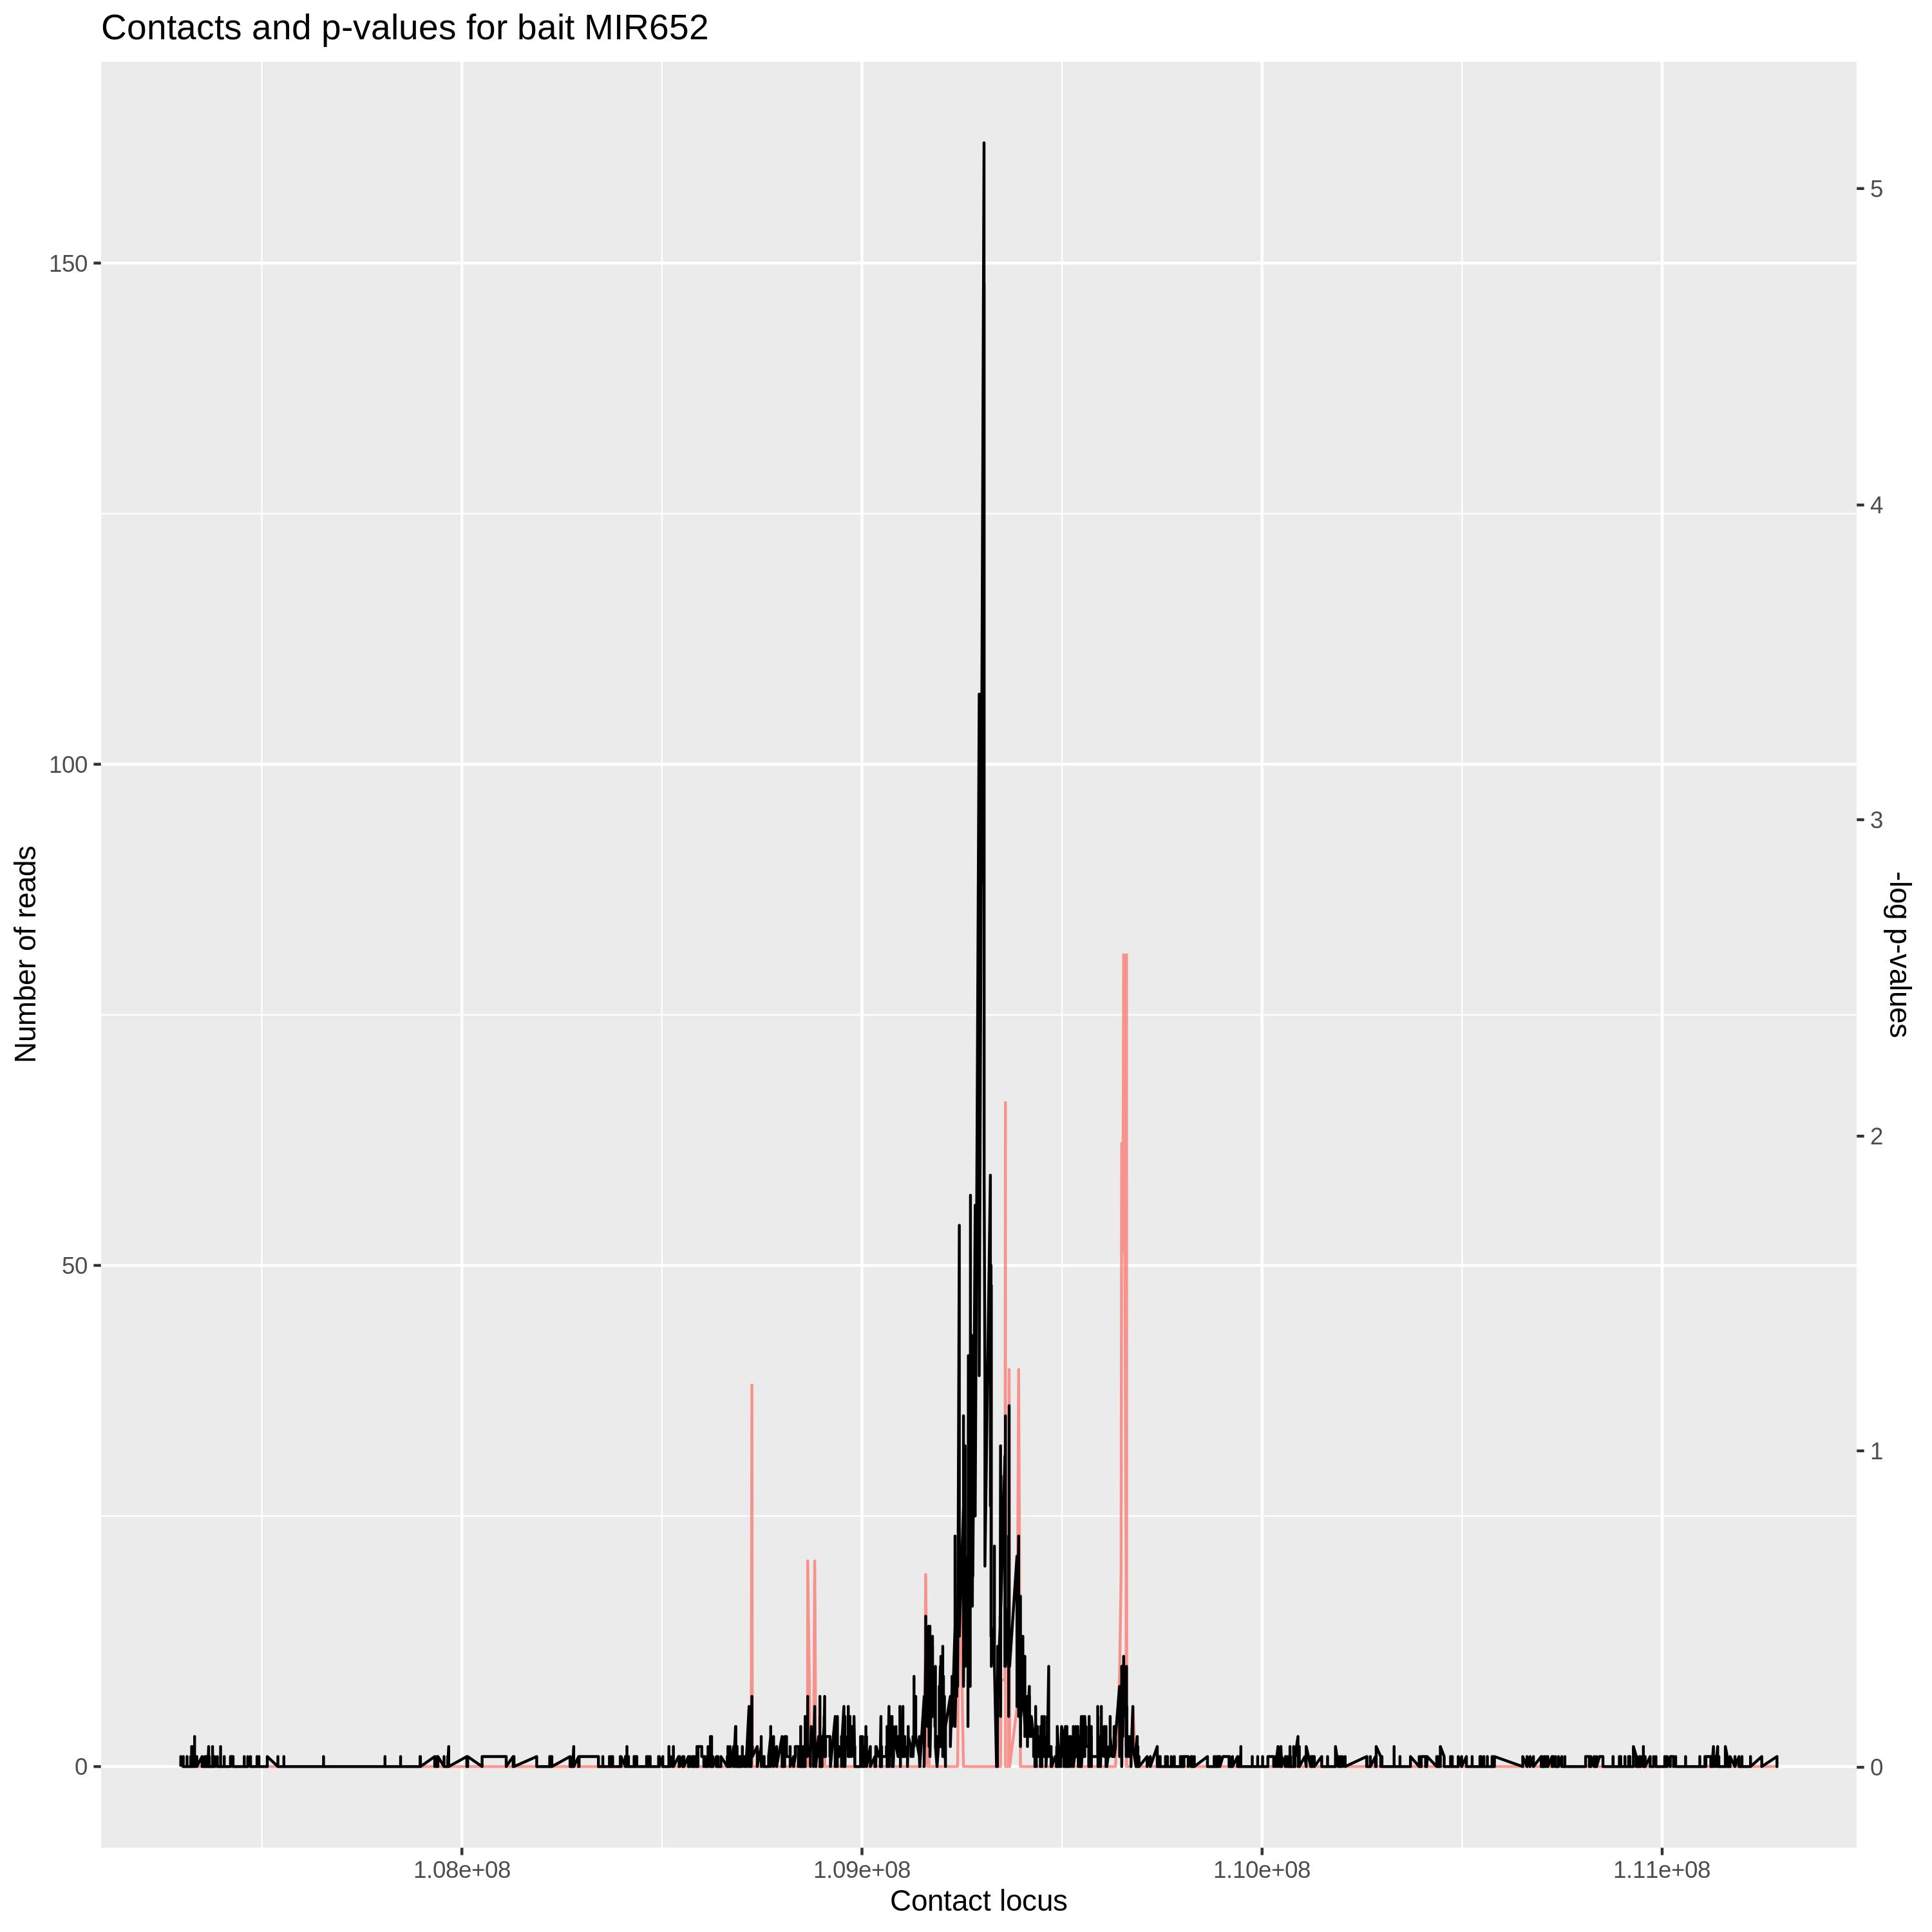 Contacts and p-values for bait MIR652
Number of reads
150
100
50
0
-log p-values
5
4
3
2
1
0
1.08e+08
1.09e+08
1.10e+08
1.11e+08
Contact locus